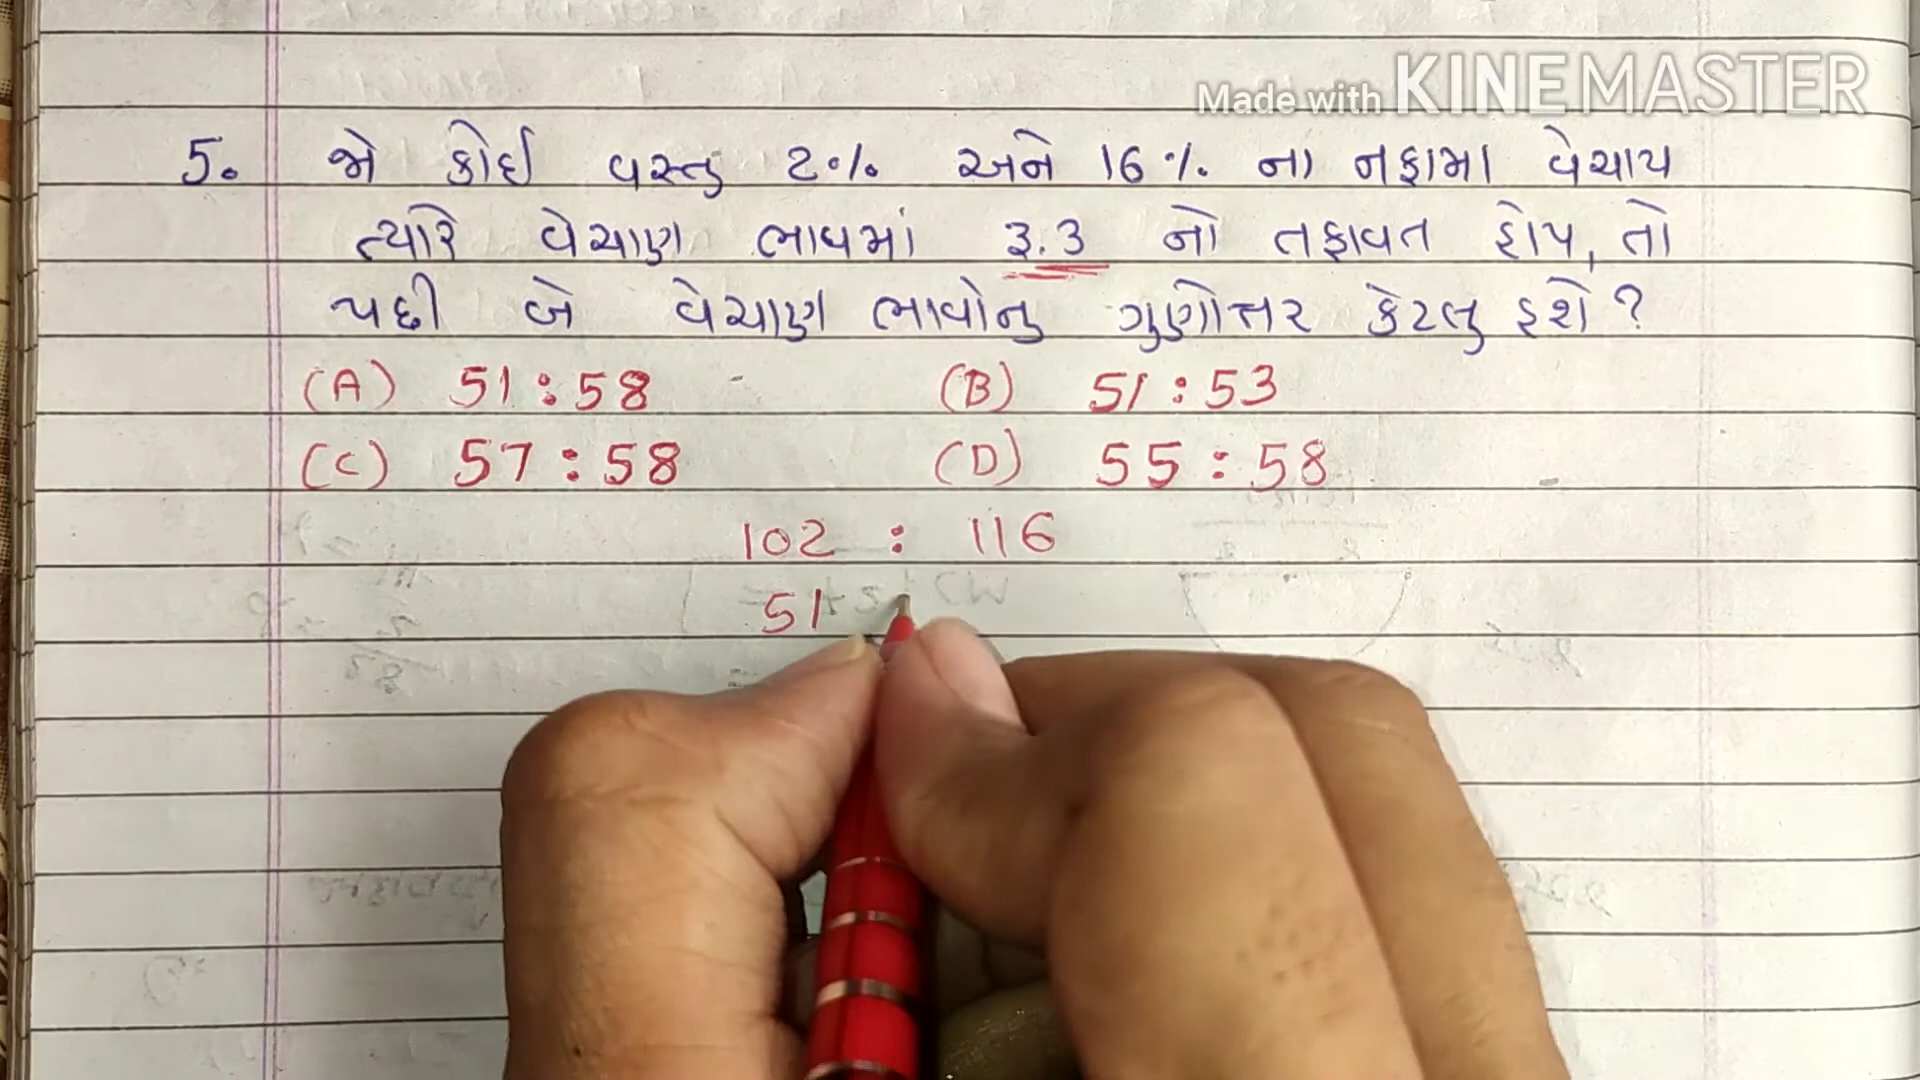 Made with KINEMASTER
5. જો કોઈ વસ્તુ 2% અને 16% ના નફામા વેચાય
ત્યારે વેચાણ ભાવમાં રૂ.3 નો તફાવત હોય, તો
પછી બે વેચાણ ભાવોનુ ગુણોત્તર કેટલુ હશે ?
(A) 51:58 (B) 51:53
(C) 57:58 (D) 55:58
102 : 116
51